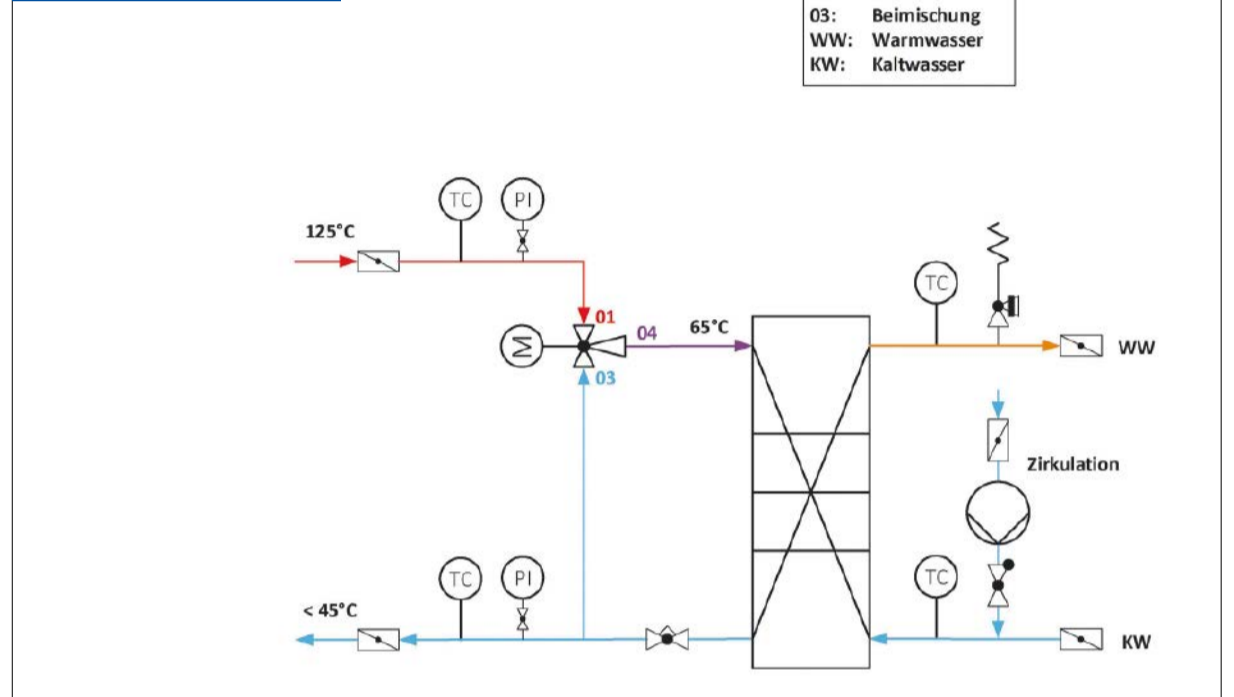 03: Beimischung
WW: Warmwasser
KW: Kaltwasser
TC
PI
125°C
TC
01
04
65°C
M
WW
03
Zirkulation
TC
PI
TC
< 45°C
KW